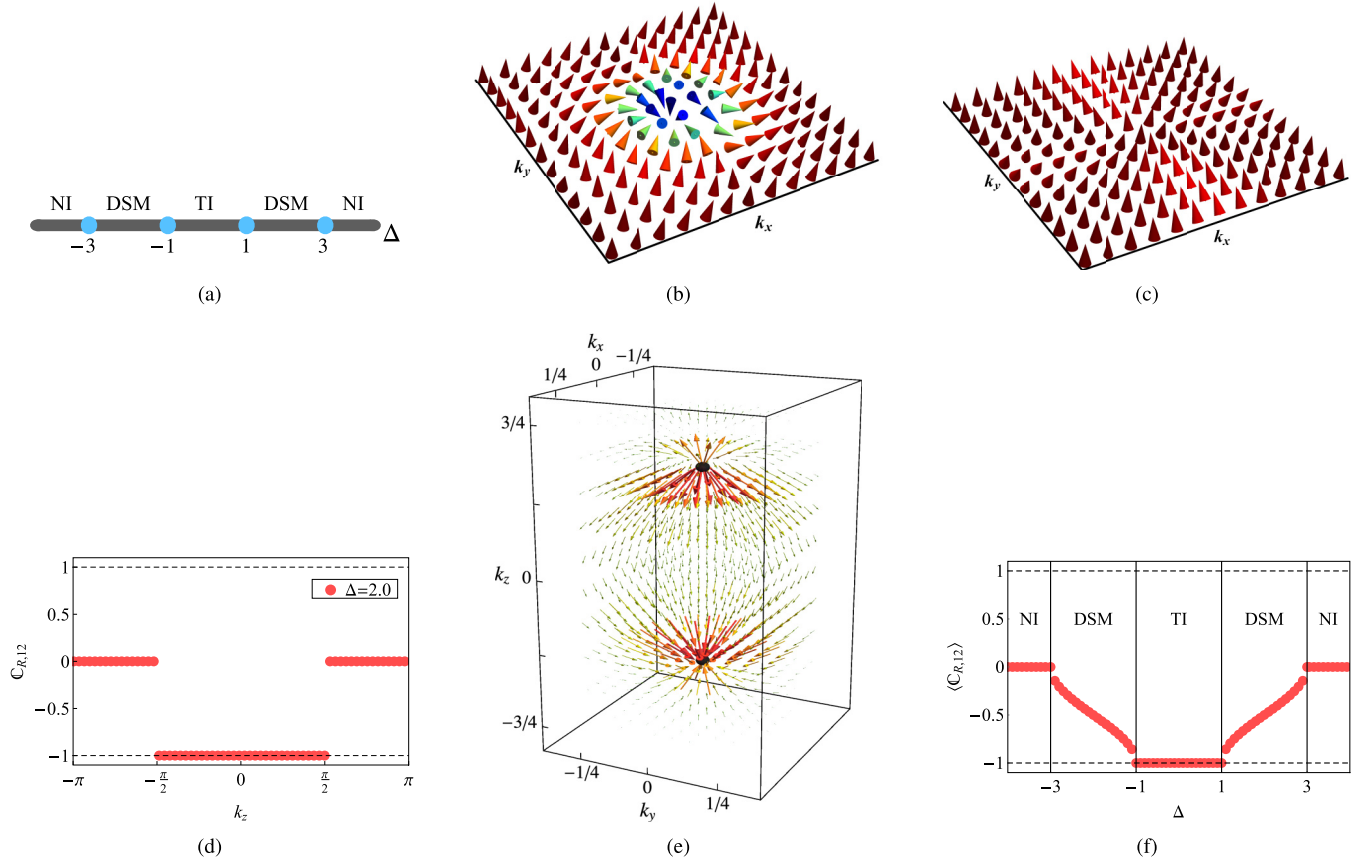 NI DSM TI DSM NI
−3 −1 1 3 Δ
(a)
k_y
k_x
(b)
k_y
k_x
(c)
1
0.5
0
−0.5
−1
ℂ_{R,12}
Δ=2.0
−π −π/2 0 π/2 π
k_z
(d)
k_x
−1/4
0
1/4
3/4
k_z 0
−3/4
−1/4
0
1/4
k_y
(e)
1
0.5
0
−0.5
−1
⟨ℂ_{R,12}⟩
NI DSM TI DSM NI
−3 −1 1 3
Δ
(f)